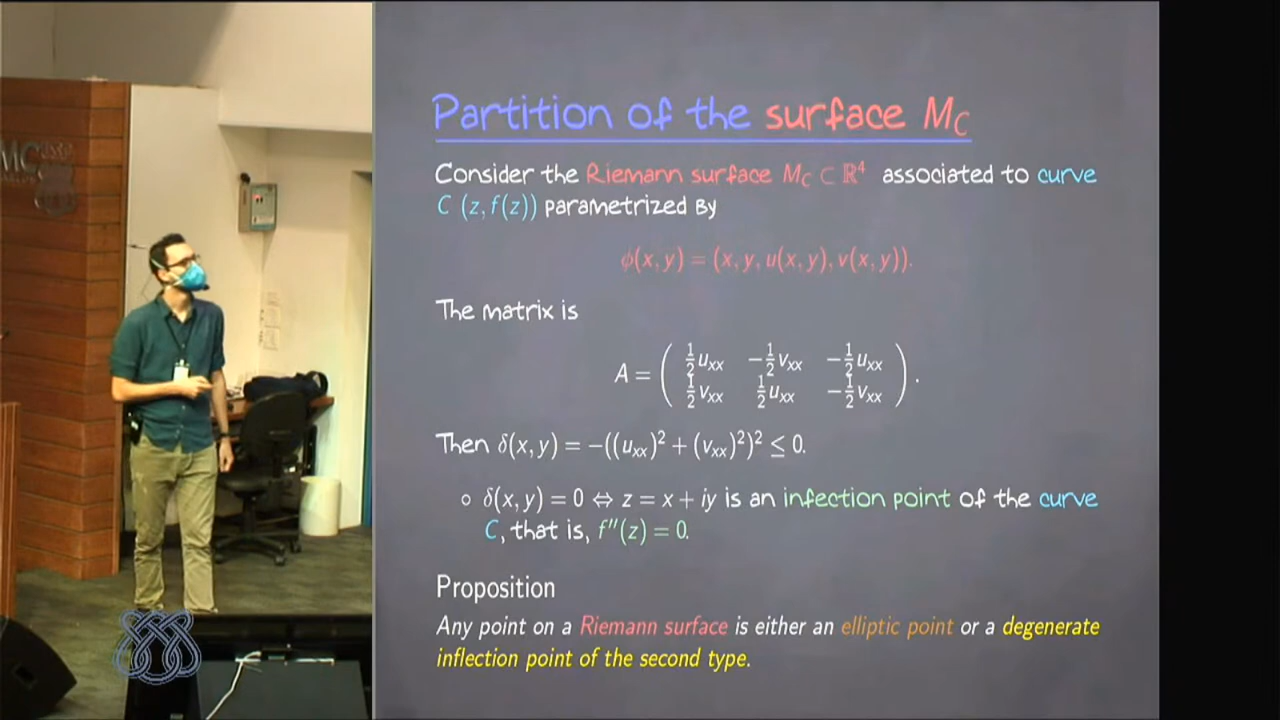 Partition of the surface M_C
Consider the Riemann surface M_C ⊂ ℝ⁴ associated to curve
C (z, f(z)) parametrized by
ϕ(x, y) = (x, y, u(x, y), v(x, y)).
The matrix is
A = ( ½u_xx −½v_xx −½u_xx
½v_xx ½u_xx −½v_xx ).
Then δ(x, y) = −((u_xx)² + (v_xx)²)² ≤ 0.
∘ δ(x, y) = 0 ⇔ z = x + iy is an infection point of the curve
C, that is, f″(z) = 0.
Proposition
Any point on a Riemann surface is either an elliptic point or a degenerate
inflection point of the second type.